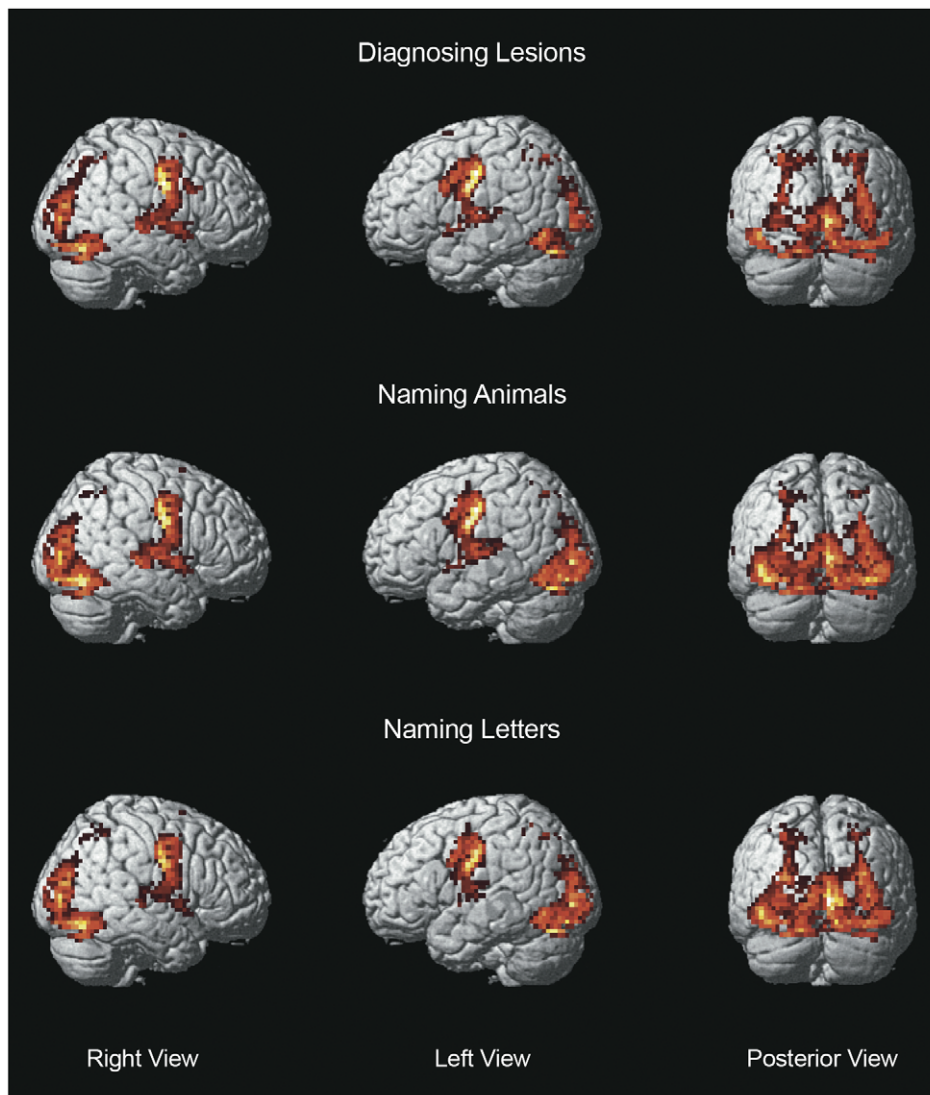 Diagnosing Lesions
Naming Animals
Naming Letters
Right View
Left View
Posterior View